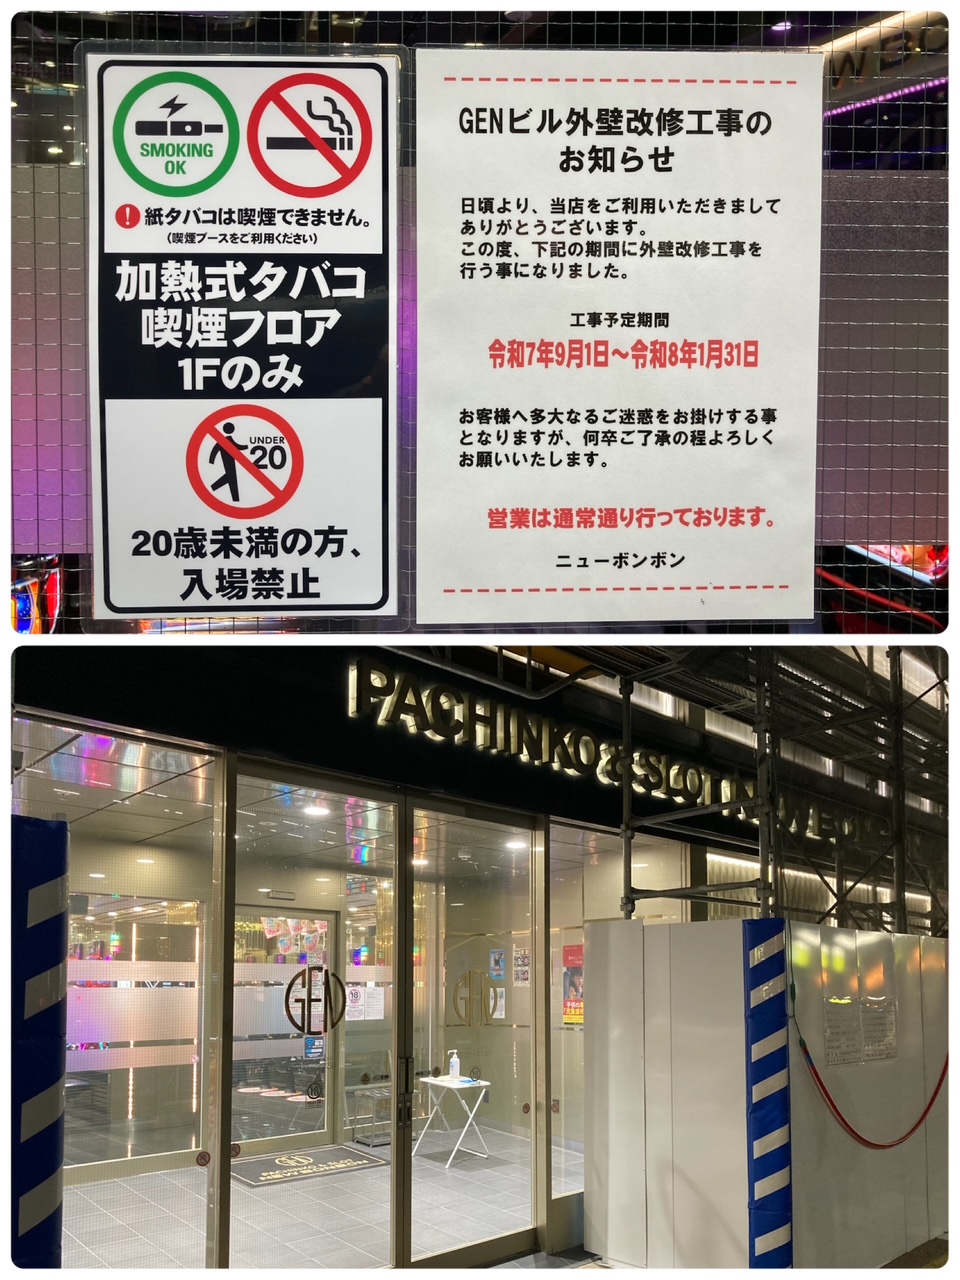 SMOKING
OK
! 紙タバコは喫煙できません。
(喫煙ブースをご利用ください)
加熱式タバコ
喫煙フロア
1Fのみ
UNDER
20
20歳未満の方、
入場禁止
GENビル外壁改修工事の
お知らせ
日頃より、当店をご利用いただきまして
ありがとうございます。
この度、下記の期間に外壁改修工事を
行う事になりました。
工事予定期間
令和7年9月1日～令和8年1月31日
お客様へ多大なるご迷惑をお掛けする事
となりますが、何卒ご了承の程よろしく
お願いいたします。
営業は通常通り行っております。
ニューボンボン
PACHINKO & SLOT
GEN
GEN
GEN
PACHINKO & SLOT
NEW BONBON